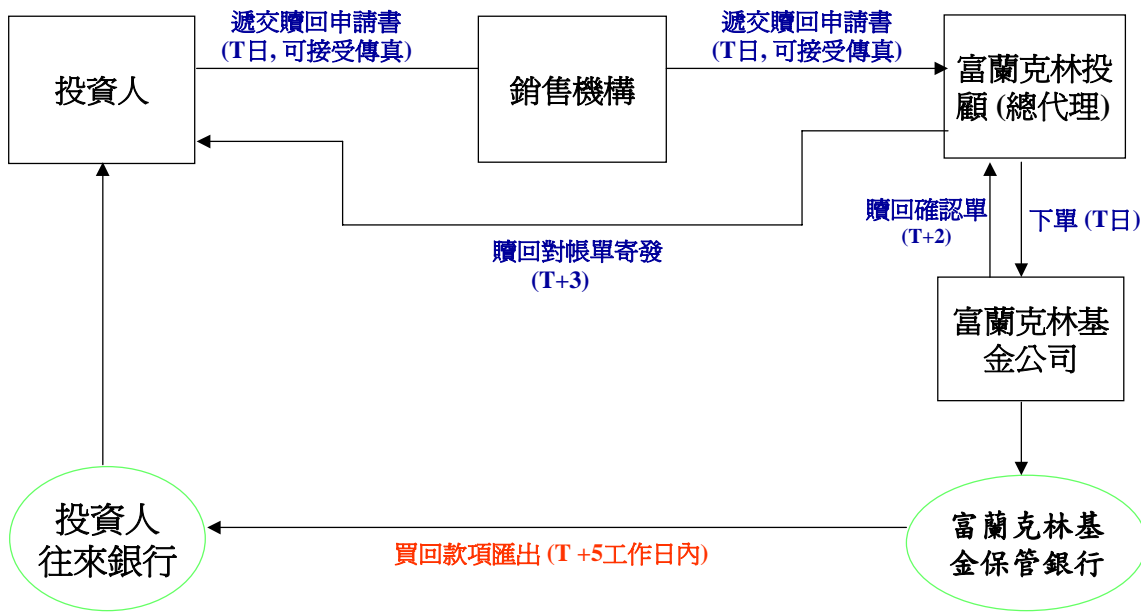 遞交贖回申請書
(T日, 可接受傳真)
遞交贖回申請書
(T日, 可接受傳真)
投資人
銷售機構
富蘭克林投
顧 (總代理)
贖回確認單
(T+2)
下單 (T日)
贖回對帳單寄發
(T+3)
富蘭克林基
金公司
投資人
往來銀行
買回款項匯出 (T +5工作日內)
富蘭克林基
金保管銀行